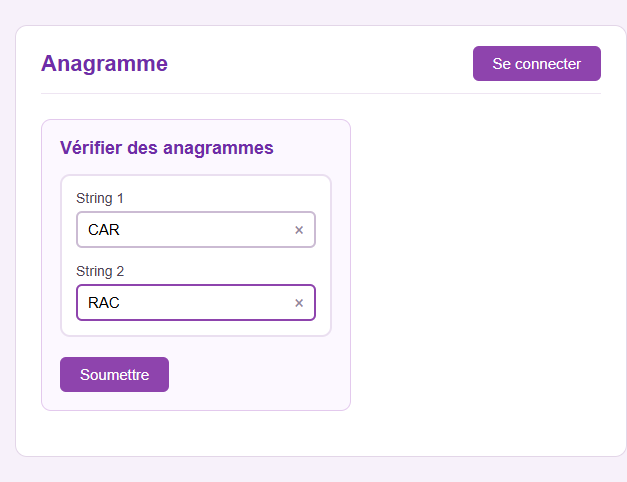 Anagramme
Se connecter
Vérifier des anagrammes
String 1
CAR ×
String 2
RAC ×
Soumettre